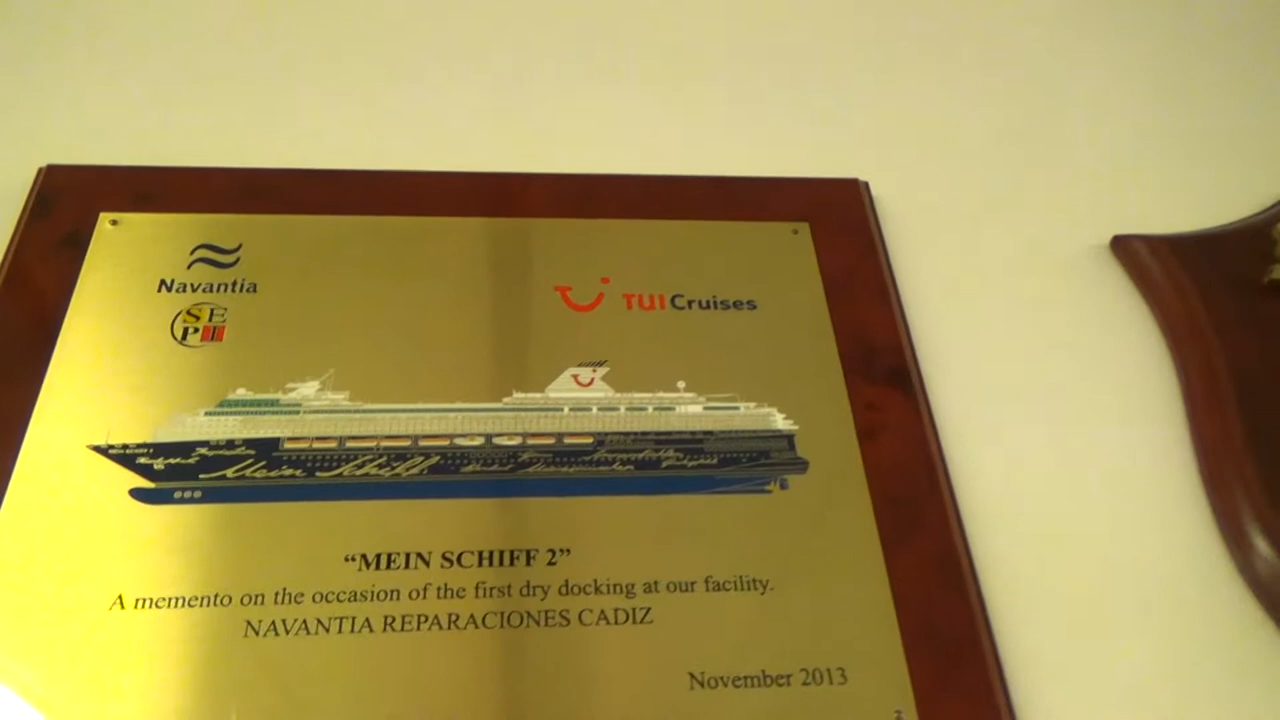 Navantia
SEPI
TUI Cruises
Mein Schiff
"MEIN SCHIFF 2"
A memento on the occasion of the first dry docking at our facility.
NAVANTIA REPARACIONES CADIZ
November 2013